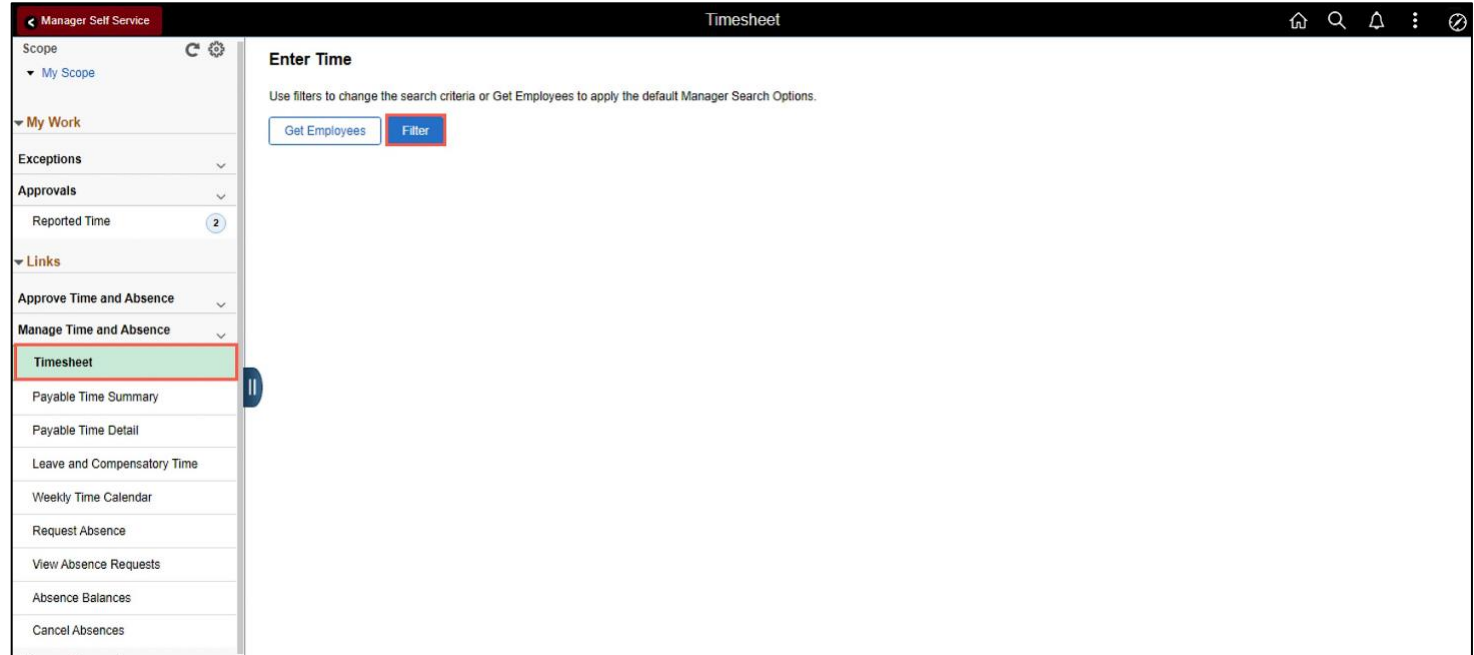 Manager Self Service
Timesheet
Scope
My Scope
My Work
Exceptions
Approvals
Reported Time
2
Links
Approve Time and Absence
Manage Time and Absence
Timesheet
Payable Time Summary
Payable Time Detail
Leave and Compensatory Time
Weekly Time Calendar
Request Absence
View Absence Requests
Absence Balances
Cancel Absences
Enter Time
Use filters to change the search criteria or Get Employees to apply the default Manager Search Options.
Get Employees
Filter